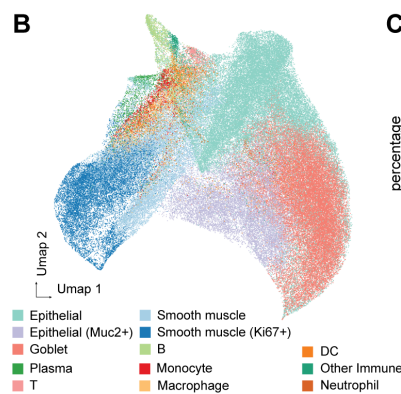 B
C
percentage
Umap 2
Umap 1
Epithelial
Smooth muscle
Epithelial (Muc2+)
Smooth muscle (Ki67+)
Goblet
B
DC
Plasma
Monocyte
Other Immune
T
Macrophage
Neutrophil